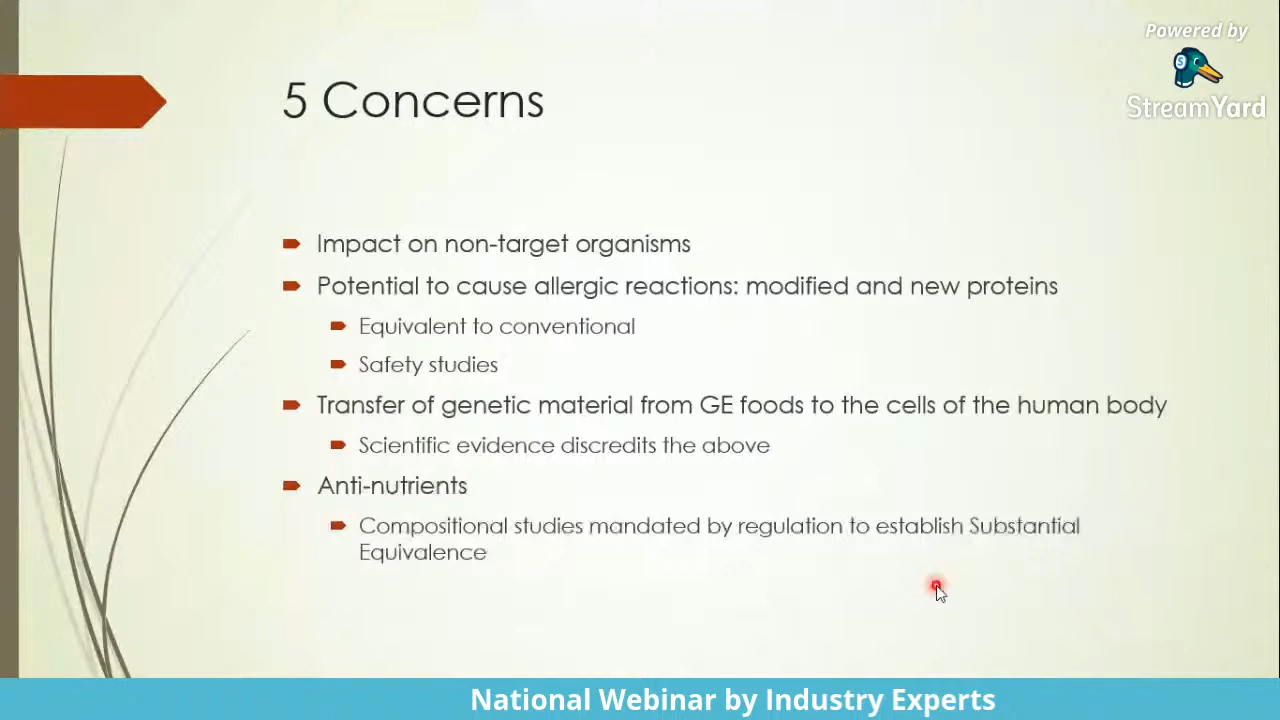 Powered by
StreamYard
5 Concerns
Impact on non-target organisms
Potential to cause allergic reactions: modified and new proteins
Equivalent to conventional
Safety studies
Transfer of genetic material from GE foods to the cells of the human body
Scientific evidence discredits the above
Anti-nutrients
Compositional studies mandated by regulation to establish Substantial
Equivalence
National Webinar by Industry Experts